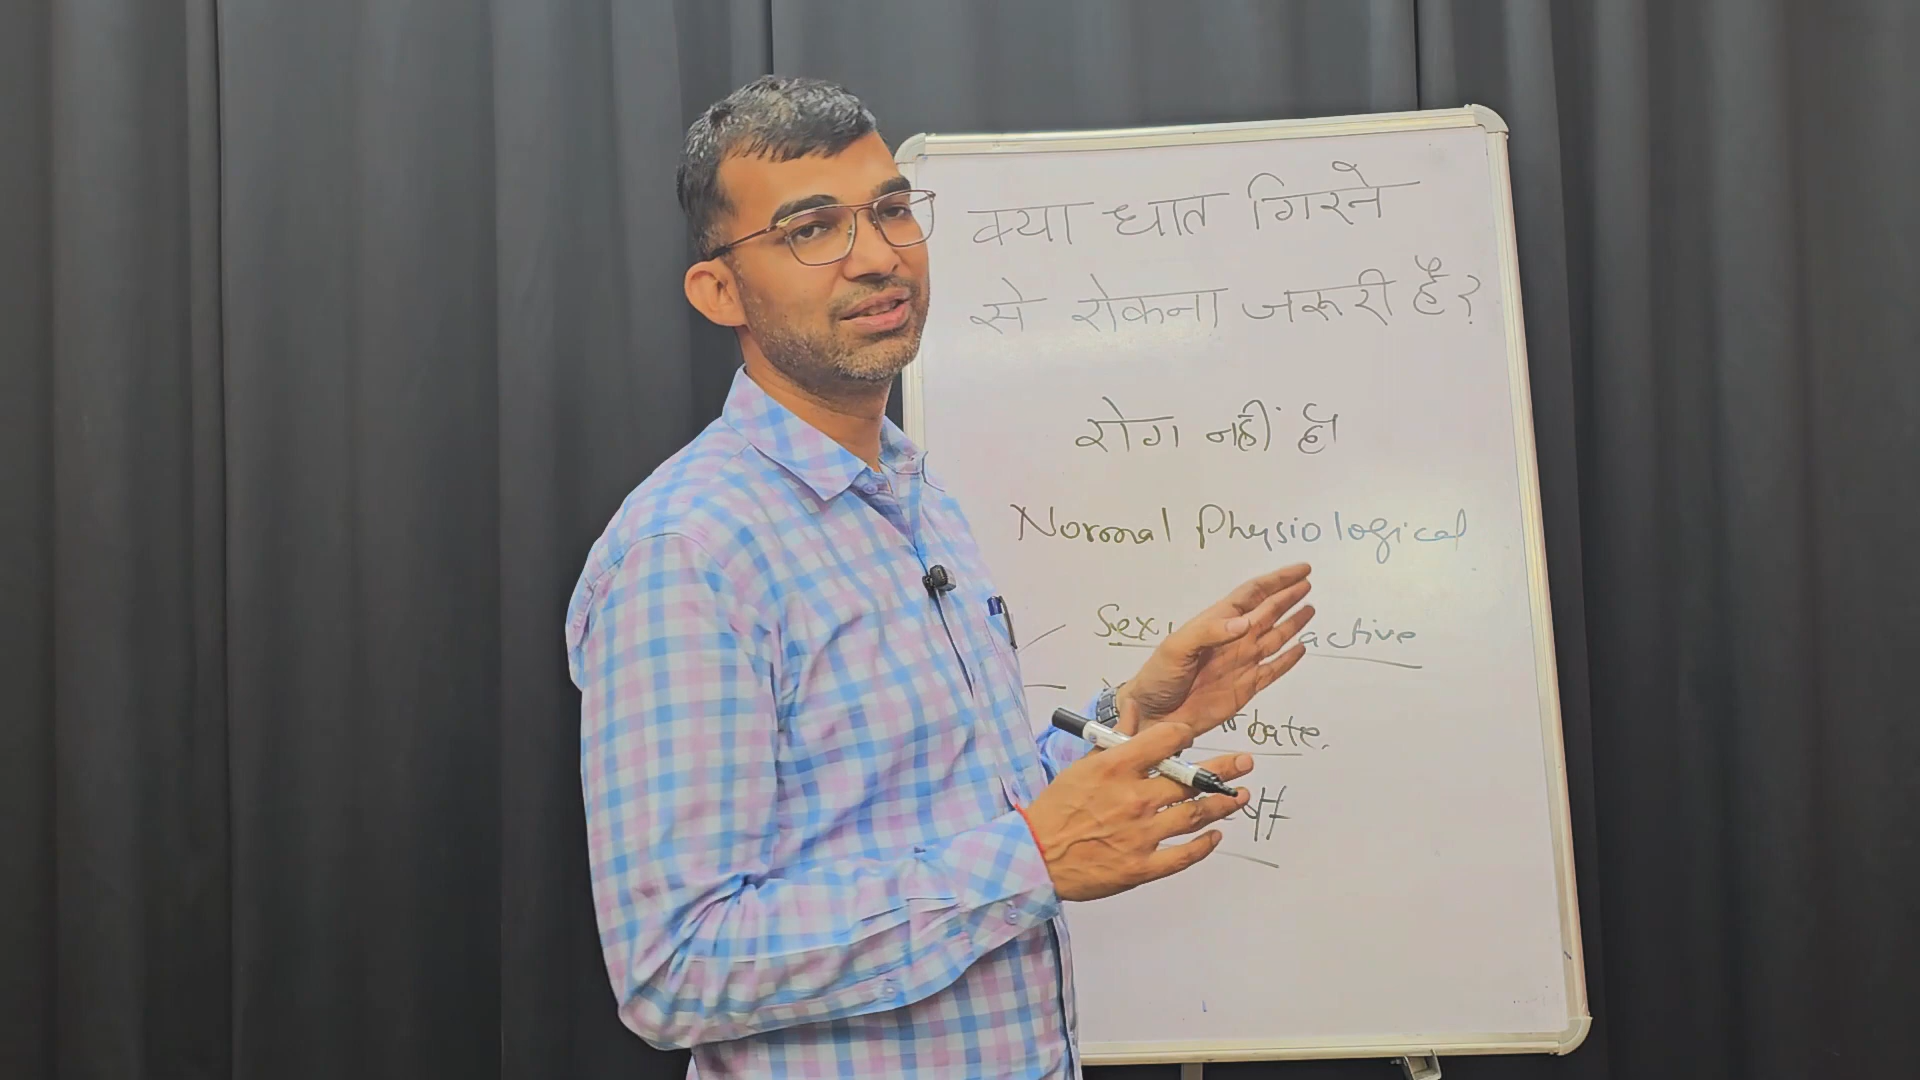 क्या धात गिरने
से रोकना जरूरी है?
रोग नहीं है
Normal Physiological
active